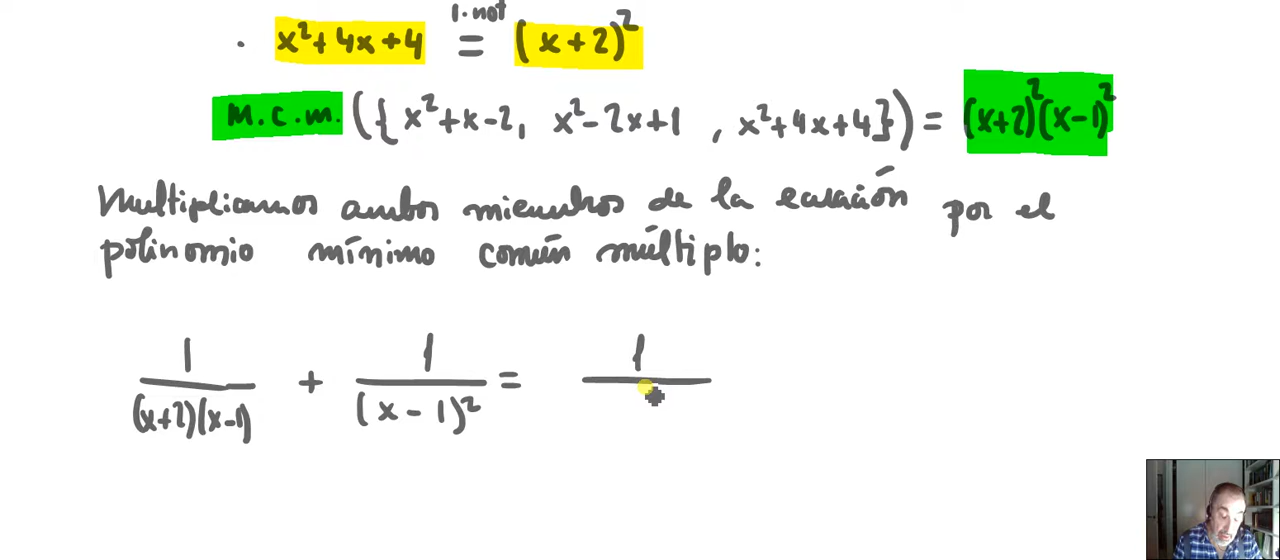 · x²+4x+4 = (x+2)²
1. not
M.C.M. ({x²+x-2, x²-2x+1, x²+4x+4}) = (x+2)²(x-1)²
Multiplicamos ambos miembros de la ecuación por el
polinomio mínimo común múltiplo:
1/((x+2)(x-1)) + 1/(x-1)² = 1/